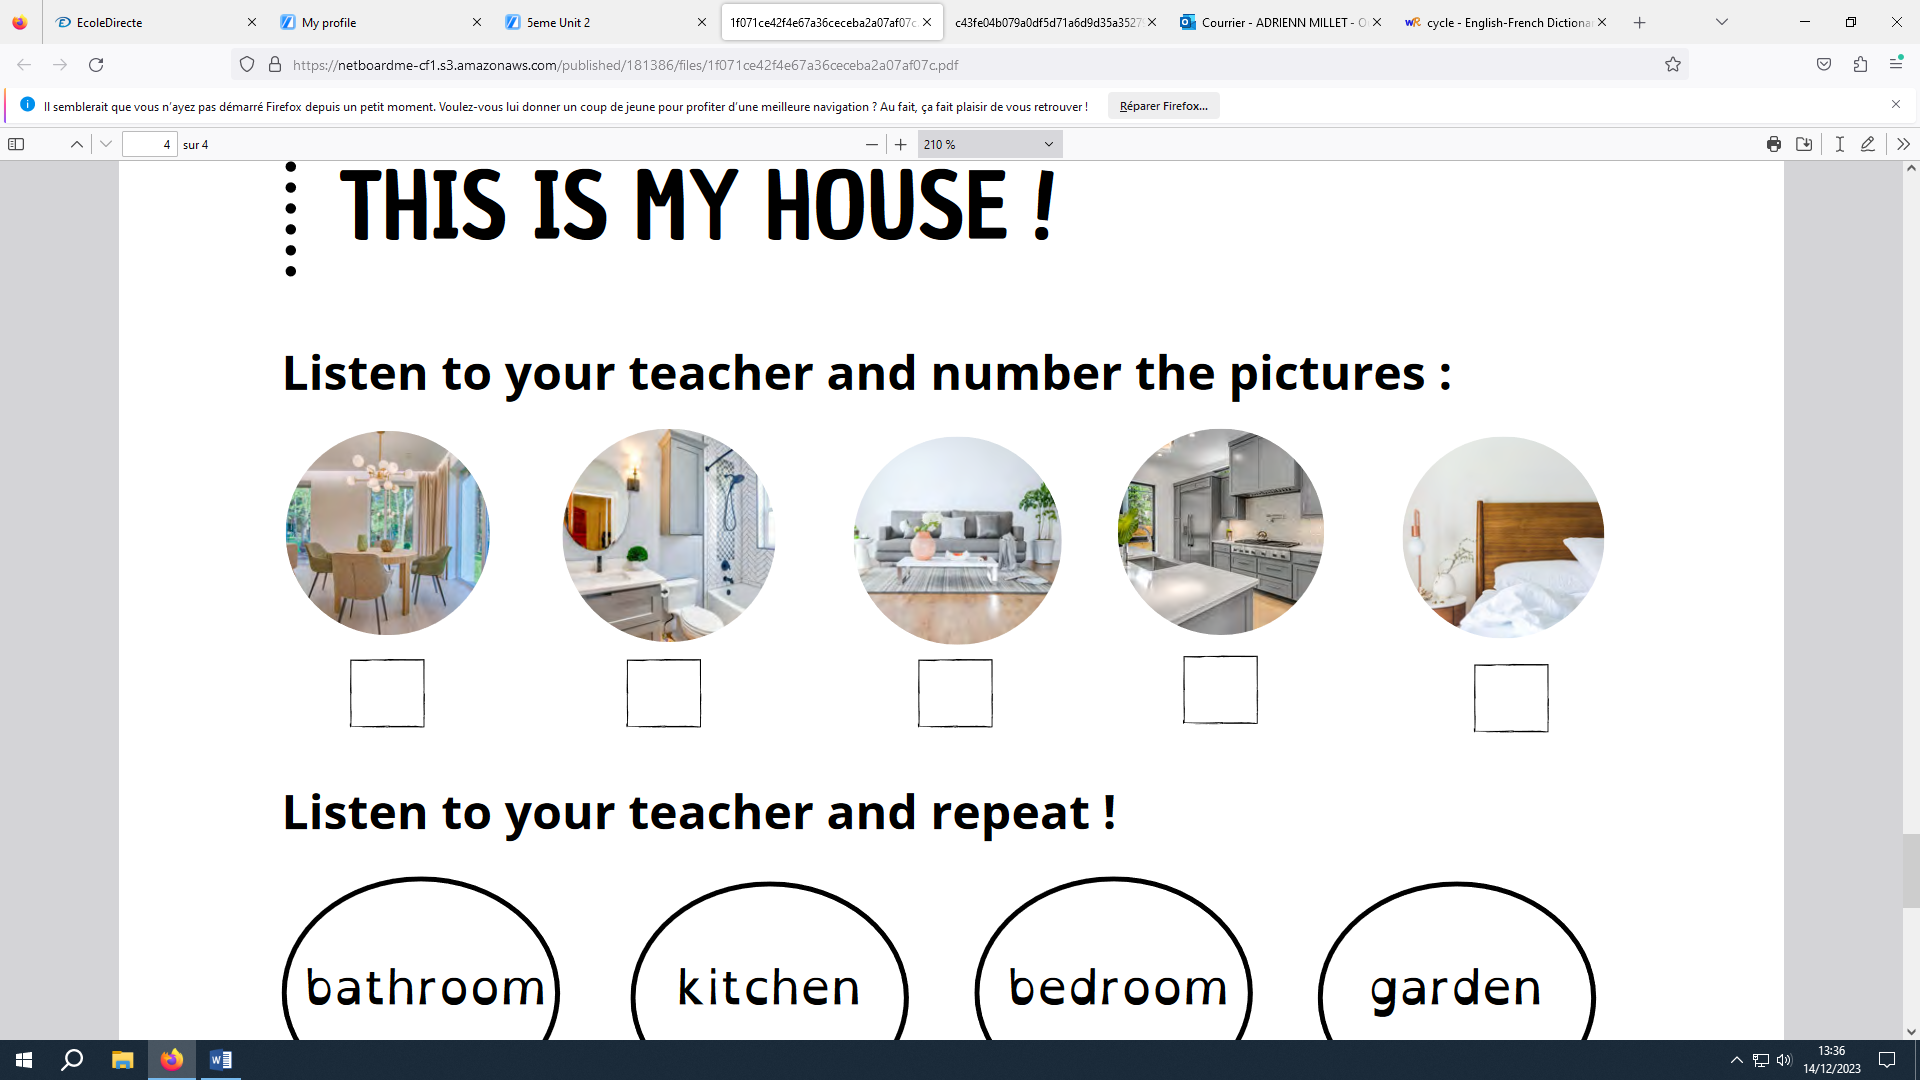 EcoleDirecte
My profile
5eme Unit 2
1f071ce42f4e67a36ceceba2a07af07c.
c43fe04b079a0df5d71a6d9d35a3527
Courrier - ADRIENN MILLET - O
cycle - English-French Dictiona
https://netboardme-cf1.s3.amazonaws.com/published/181386/files/1f071ce42f4e67a36ceceba2a07af07c.pdf
Il semblerait que vous n'ayez pas démarré Firefox depuis un petit moment. Voulez-vous lui donner un coup de jeune pour profiter d'une meilleure navigation ? Au fait, ça fait plaisir de vous retrouver !
Réparer Firefox...
4 sur 4
210 %
THIS IS MY HOUSE !
Listen to your teacher and number the pictures :
Listen to your teacher and repeat !
bathroom kitchen bedroom garden
13:36
14/12/2023